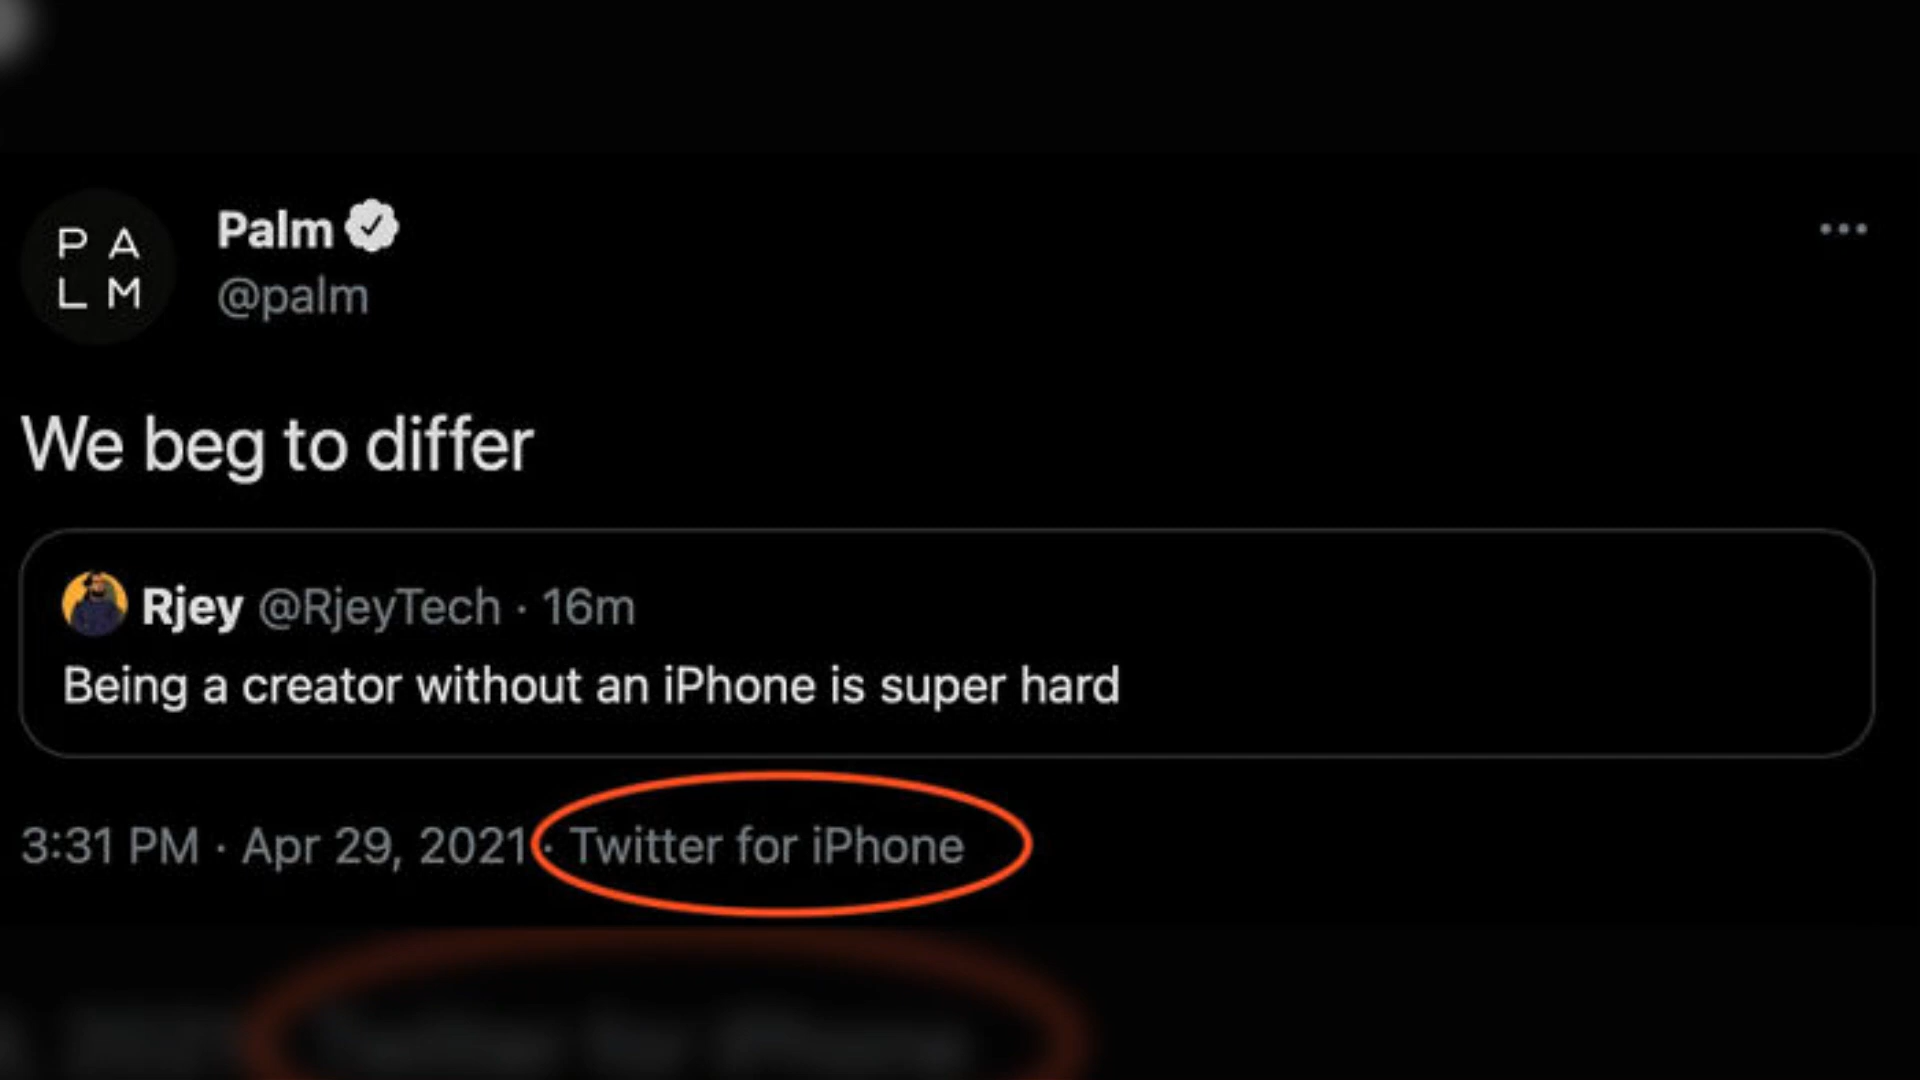 P A
L M
Palm
@palm
We beg to differ
Rjey @RjeyTech · 16m
Being a creator without an iPhone is super hard
3:31 PM · Apr 29, 2021 · Twitter for iPhone